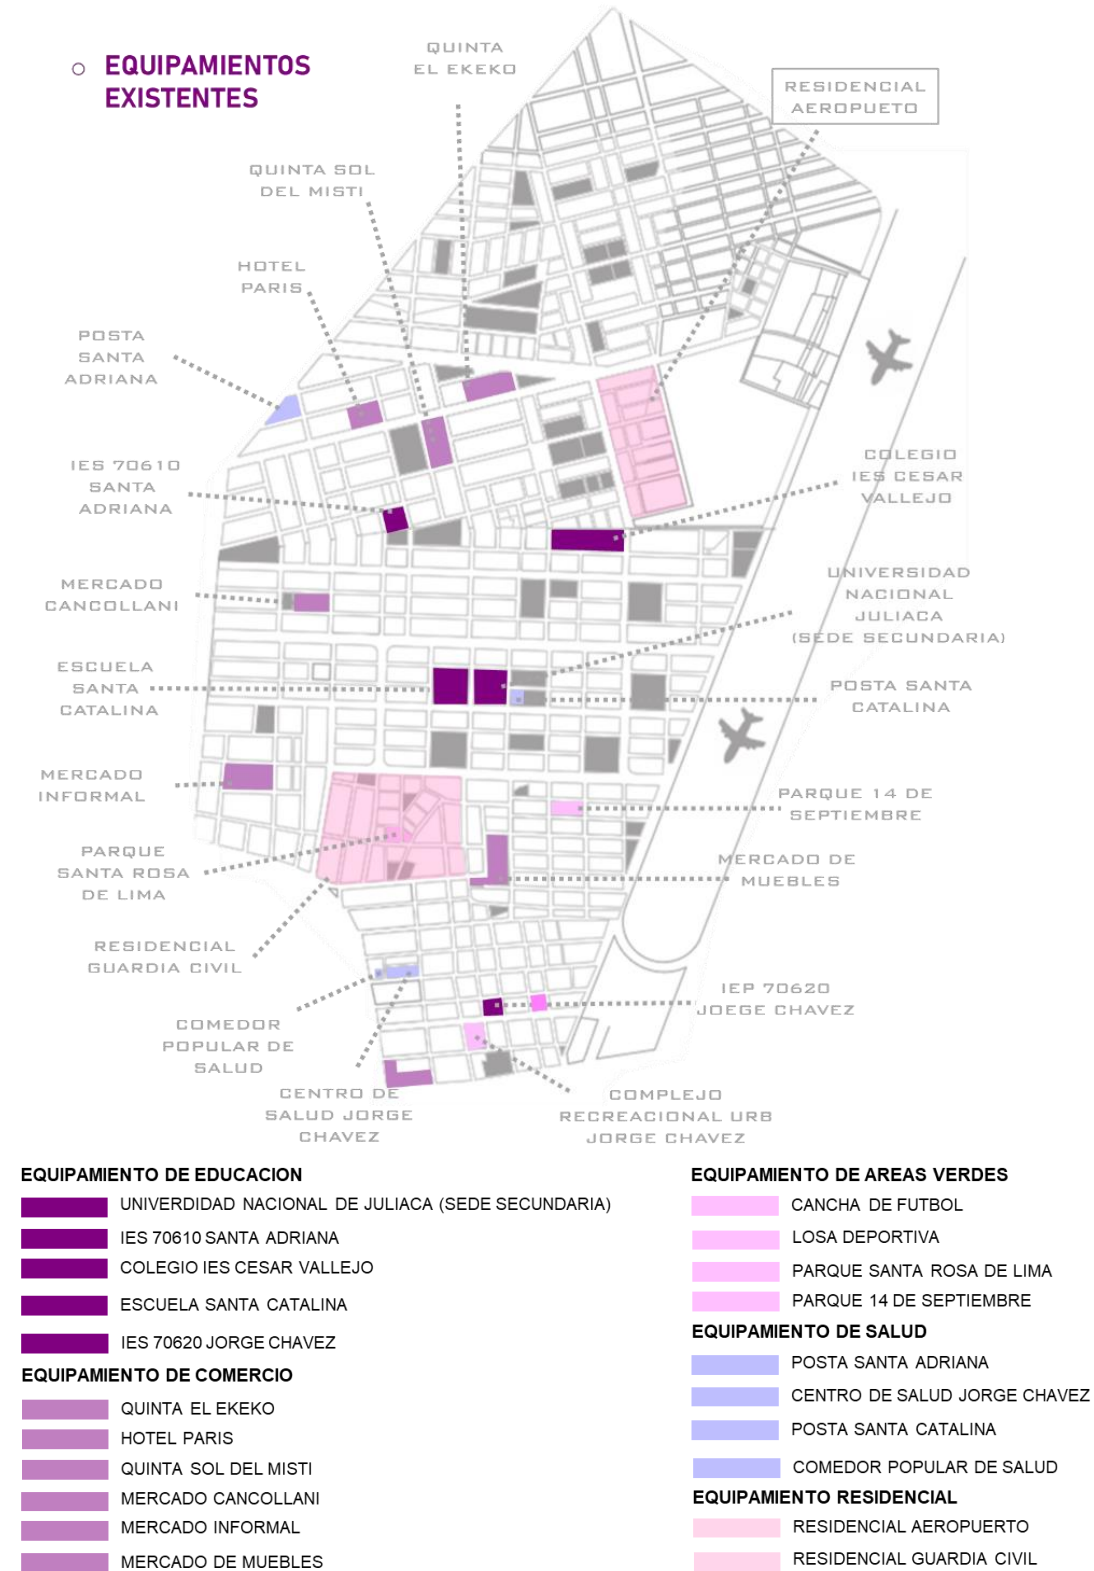 EQUIPAMIENTOS
EXISTENTES
QUINTA
EL EKEKO
RESIDENCIAL
AEROPUETO
QUINTA SOL
DEL MISTI
HOTEL
PARIS
POSTA
SANTA
ADRIANA
IES 70610
SANTA
ADRIANA
COLEGIO
IES CESAR
VALLEJO
MERCADO
CANCOLLANI
UNIVERSIDAD
NACIONAL
JULIACA
(SEDE SECUNDARIA)
ESCUELA
SANTA
CATALINA
POSTA SANTA
CATALINA
MERCADO
INFORMAL
PARQUE 14 DE
SEPTIEMBRE
PARQUE
SANTA ROSA
DE LIMA
MERCADO DE
MUEBLES
RESIDENCIAL
GUARDIA CIVIL
IEP 70620
JOEGE CHAVEZ
COMEDOR
POPULAR DE
SALUD
CENTRO DE
SALUD JORGE
CHAVEZ
COMPLEJO
RECREACIONAL URB
JORGE CHAVEZ
EQUIPAMIENTO DE EDUCACION
UNIVERDIDAD NACIONAL DE JULIACA (SEDE SECUNDARIA)
IES 70610 SANTA ADRIANA
COLEGIO IES CESAR VALLEJO
ESCUELA SANTA CATALINA
IES 70620 JORGE CHAVEZ
EQUIPAMIENTO DE COMERCIO
QUINTA EL EKEKO
HOTEL PARIS
QUINTA SOL DEL MISTI
MERCADO CANCOLLANI
MERCADO INFORMAL
MERCADO DE MUEBLES
EQUIPAMIENTO DE AREAS VERDES
CANCHA DE FUTBOL
LOSA DEPORTIVA
PARQUE SANTA ROSA DE LIMA
PARQUE 14 DE SEPTIEMBRE
EQUIPAMIENTO DE SALUD
POSTA SANTA ADRIANA
CENTRO DE SALUD JORGE CHAVEZ
POSTA SANTA CATALINA
COMEDOR POPULAR DE SALUD
EQUIPAMIENTO RESIDENCIAL
RESIDENCIAL AEROPUERTO
RESIDENCIAL GUARDIA CIVIL